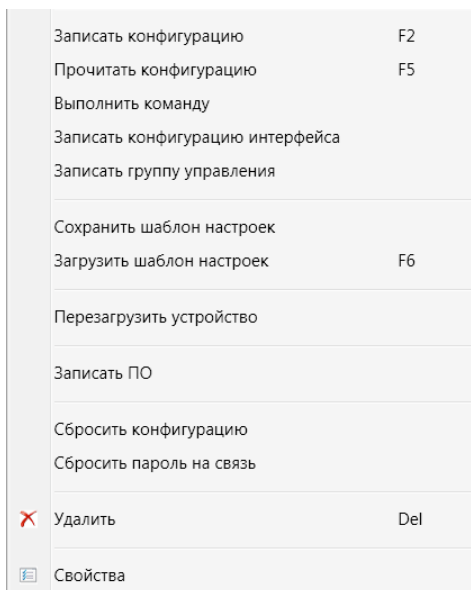 Записать конфигурацию F2
Прочитать конфигурацию F5
Выполнить команду
Записать конфигурацию интерфейса
Записать группу управления
Сохранить шаблон настроек
Загрузить шаблон настроек F6
Перезагрузить устройство
Записать ПО
Сбросить конфигурацию
Сбросить пароль на связь
Удалить Del
Свойства